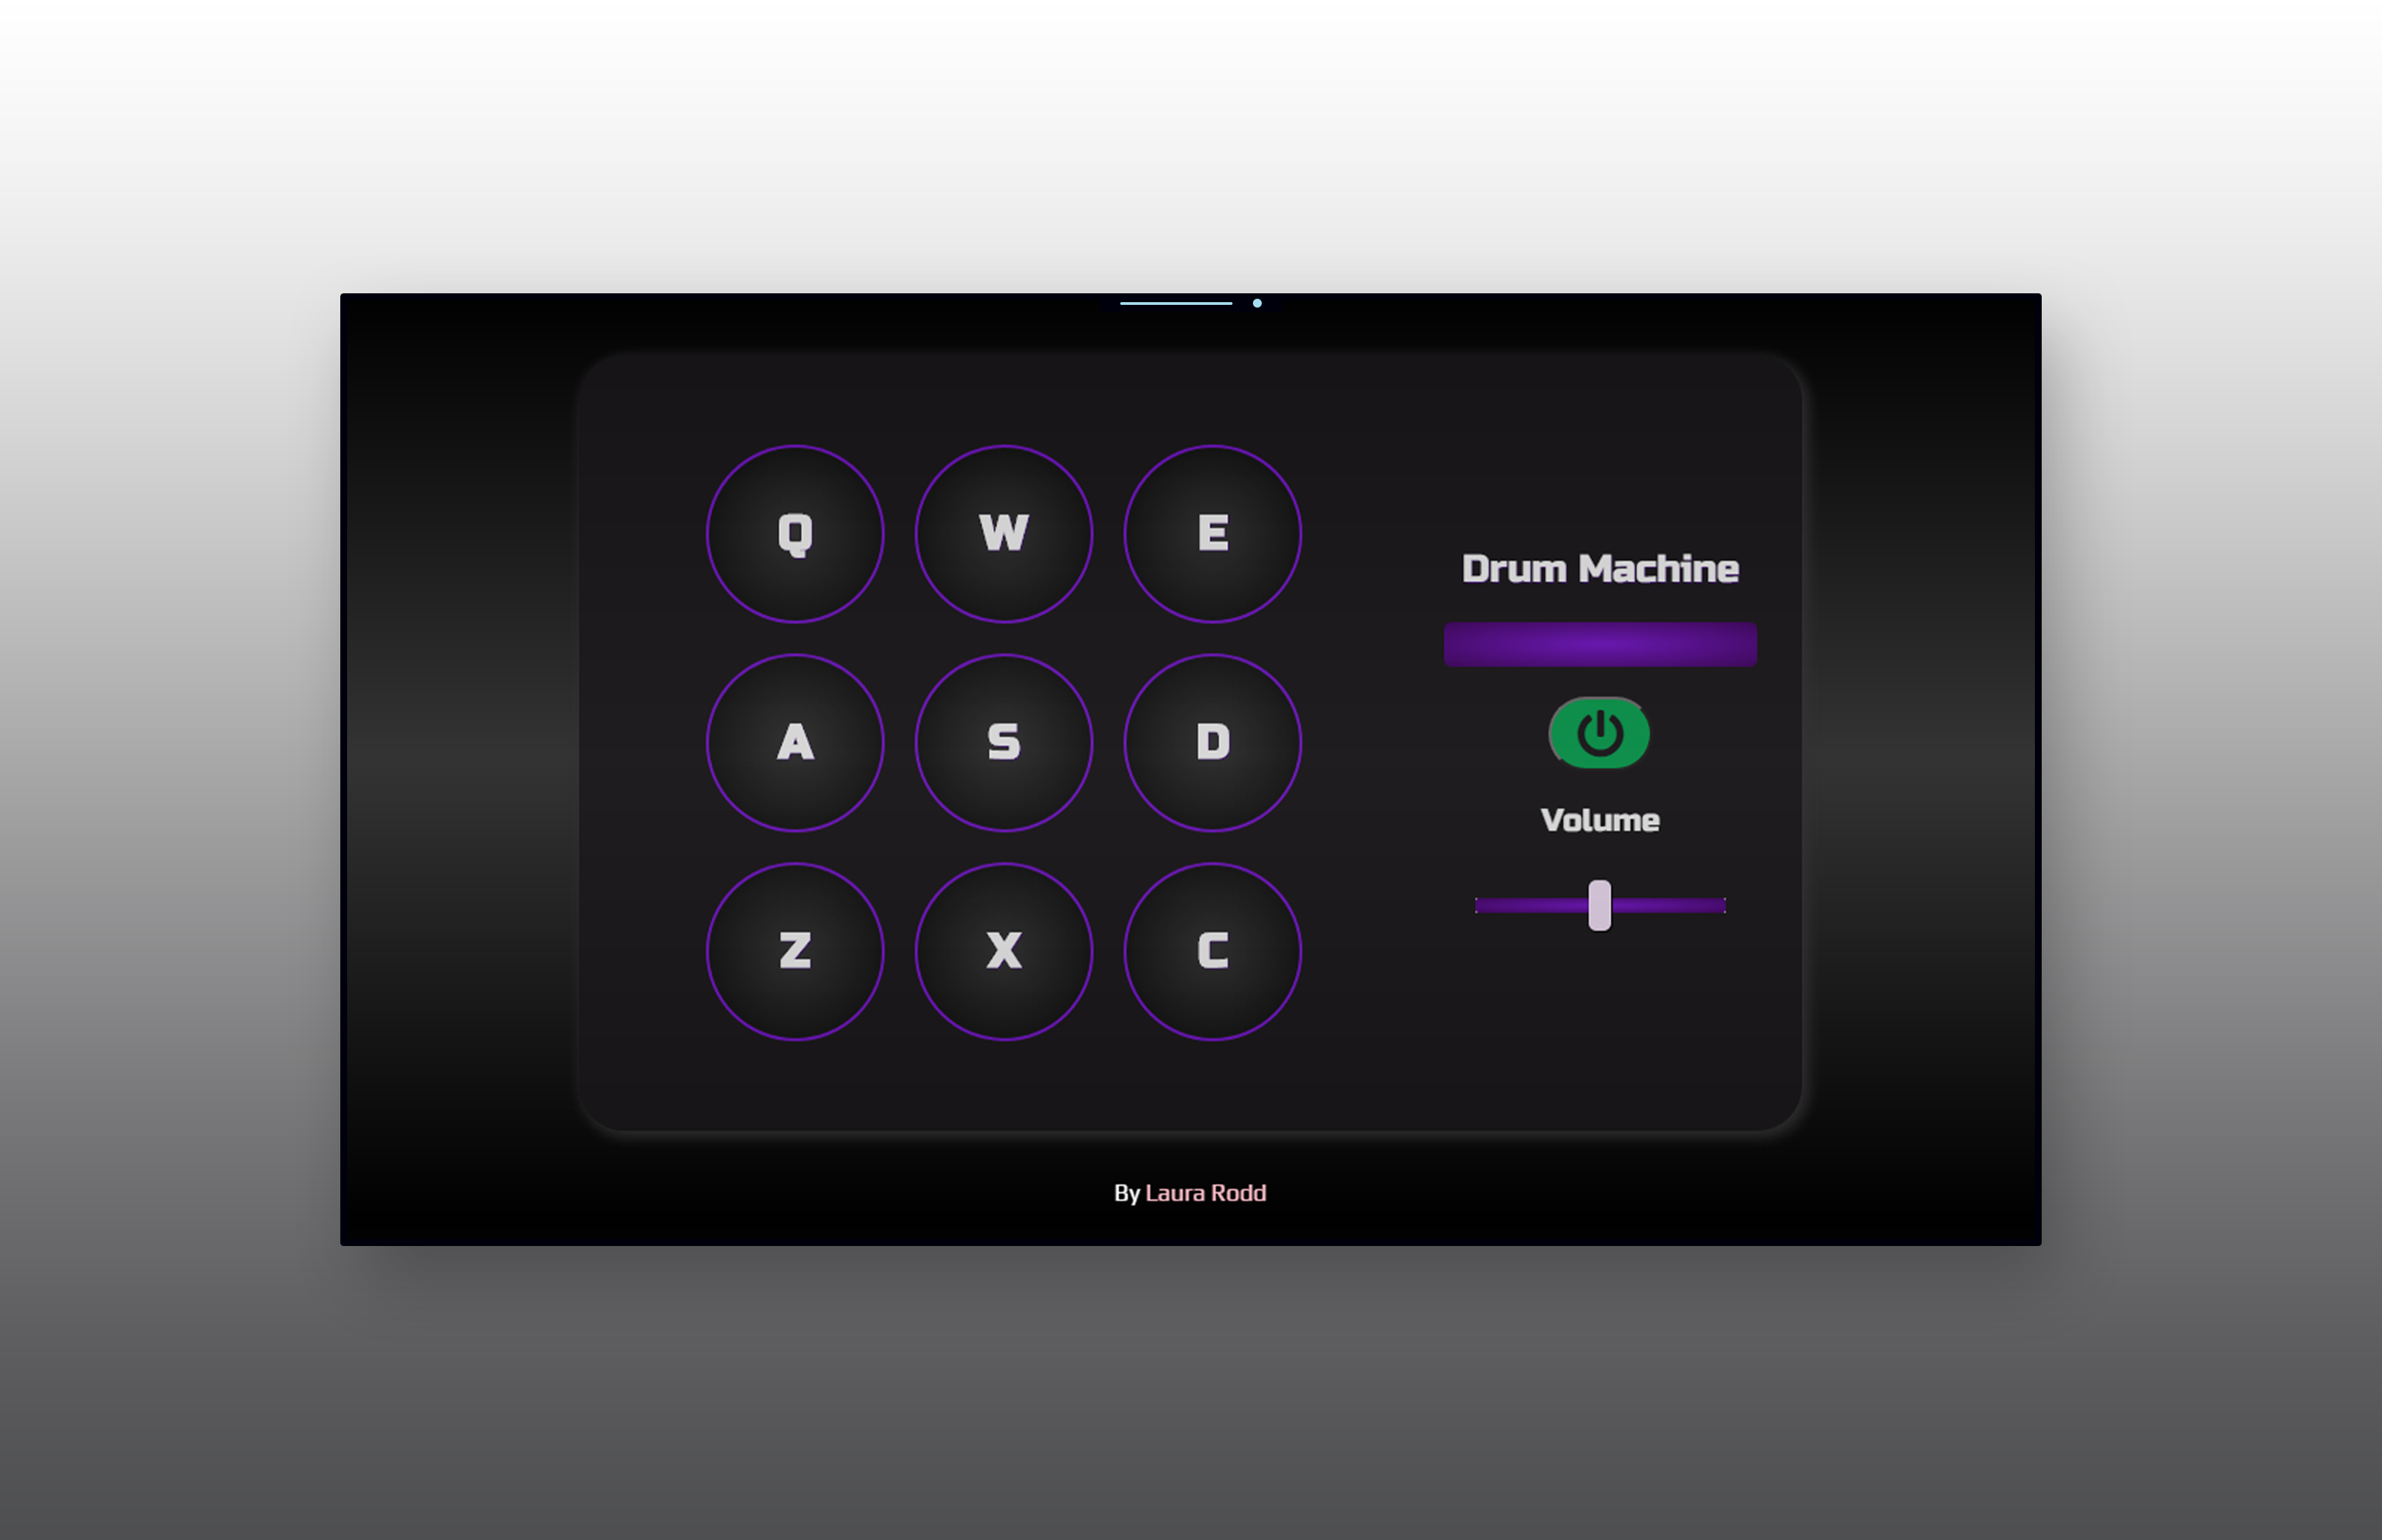 Q W E
Drum Machine
A S D
Volume
Z X C
By Laura Rodd